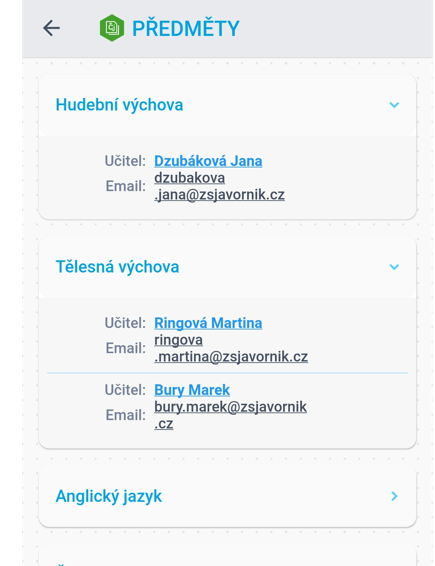 PŘEDMĚTY
Hudební výchova
Učitel: Dzubáková Jana
Email: dzubakova
.jana@zsjavornik.cz
Tělesná výchova
Učitel: Ringová Martina
Email: ringova
.martina@zsjavornik.cz
Učitel: Bury Marek
Email: bury.marek@zsjavornik
.cz
Anglický jazyk